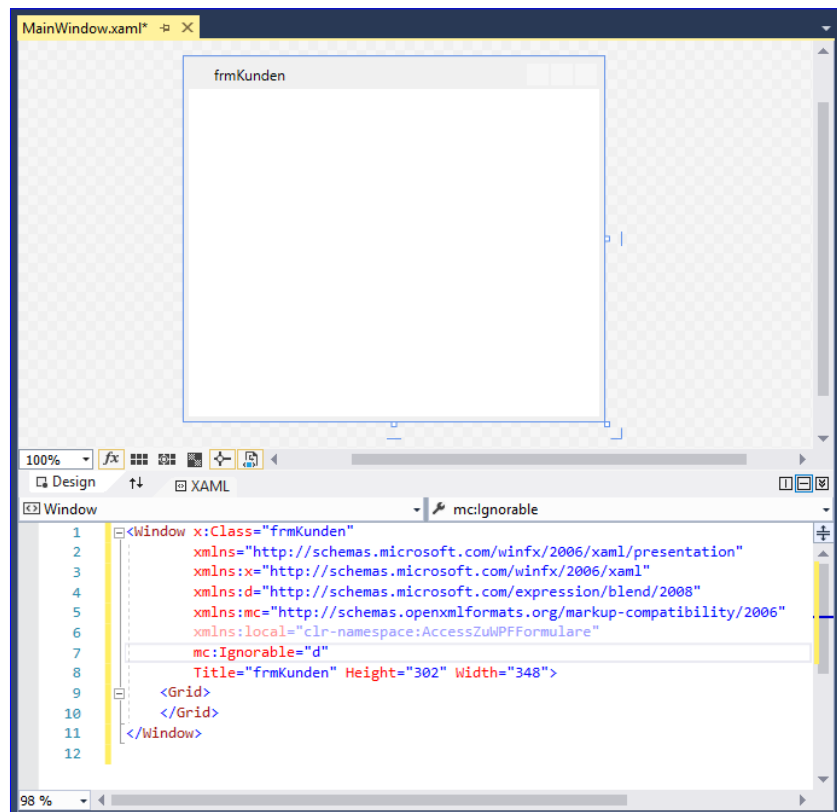 MainWindow.xaml*
frmKunden
100%
fx
Design
XAML
Window
mc:Ignorable
1 <Window x:Class="frmKunden"
2 xmlns="http://schemas.microsoft.com/winfx/2006/xaml/presentation"
3 xmlns:x="http://schemas.microsoft.com/winfx/2006/xaml"
4 xmlns:d="http://schemas.microsoft.com/expression/blend/2008"
5 xmlns:mc="http://schemas.openxmlformats.org/markup-compatibility/2006"
6 xmlns:local="clr-namespace:AccessZuWPFFormulare"
7 mc:Ignorable="d"
8 Title="frmKunden" Height="302" Width="348">
9 <Grid>
10 </Grid>
11 </Window>
12
98 %